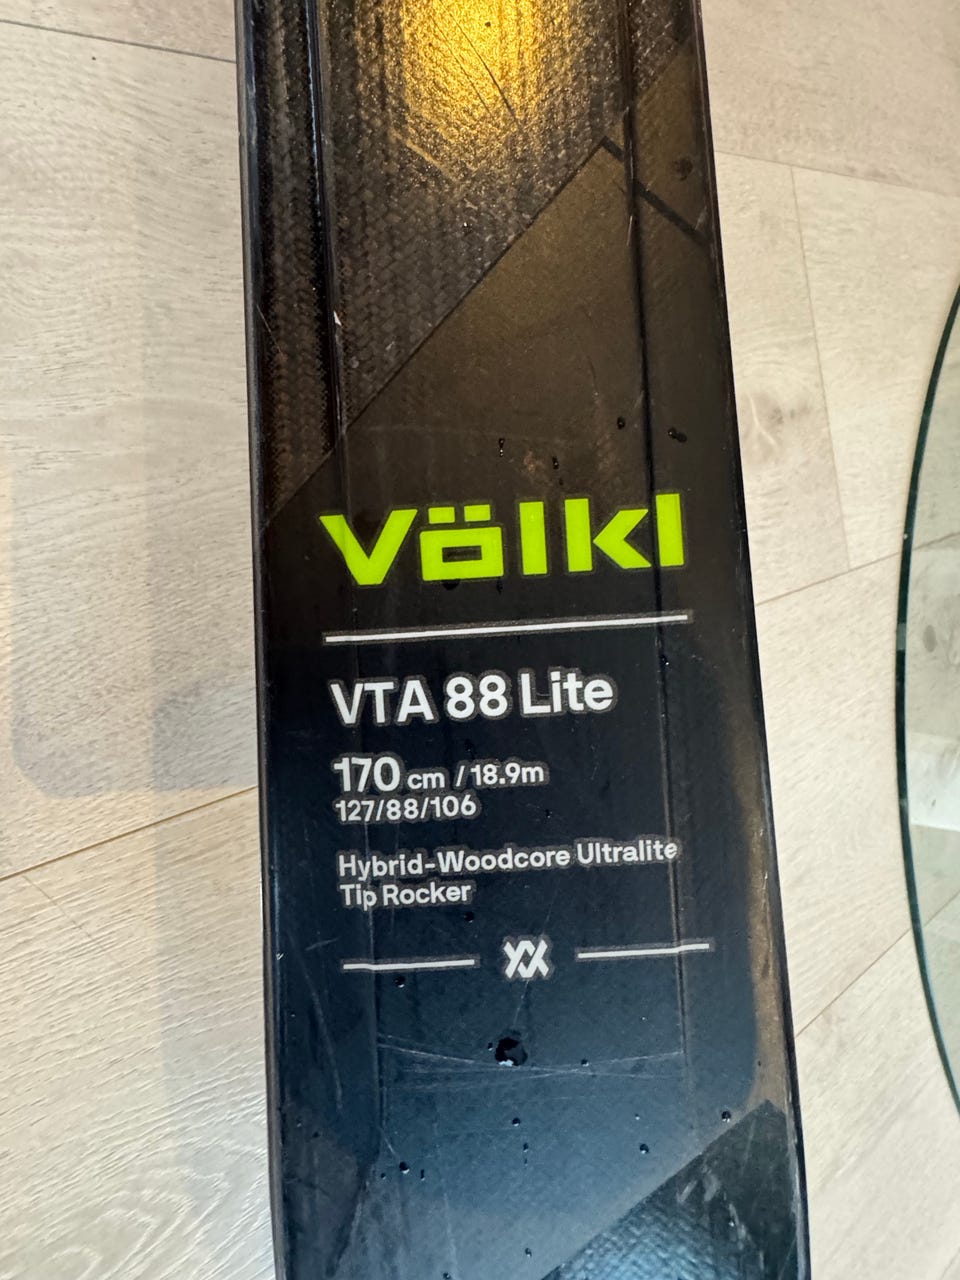 Völkl
VTA 88 Lite
170 cm / 18.9m
127/88/106
Hybrid-Woodcore Ultralite
Tip Rocker